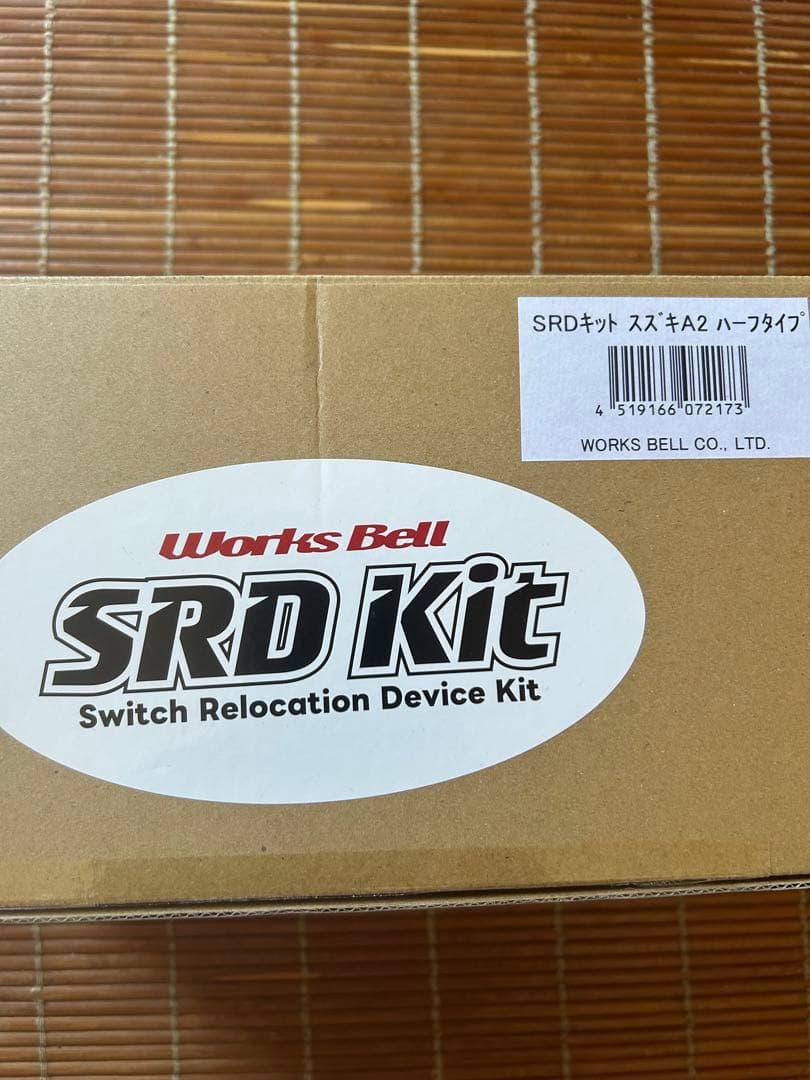 SRDキット スズキA2 ハーフタイプ
4 519166 072173
WORKS BELL CO., LTD.
Works Bell
SRD Kit
Switch Relocation Device Kit